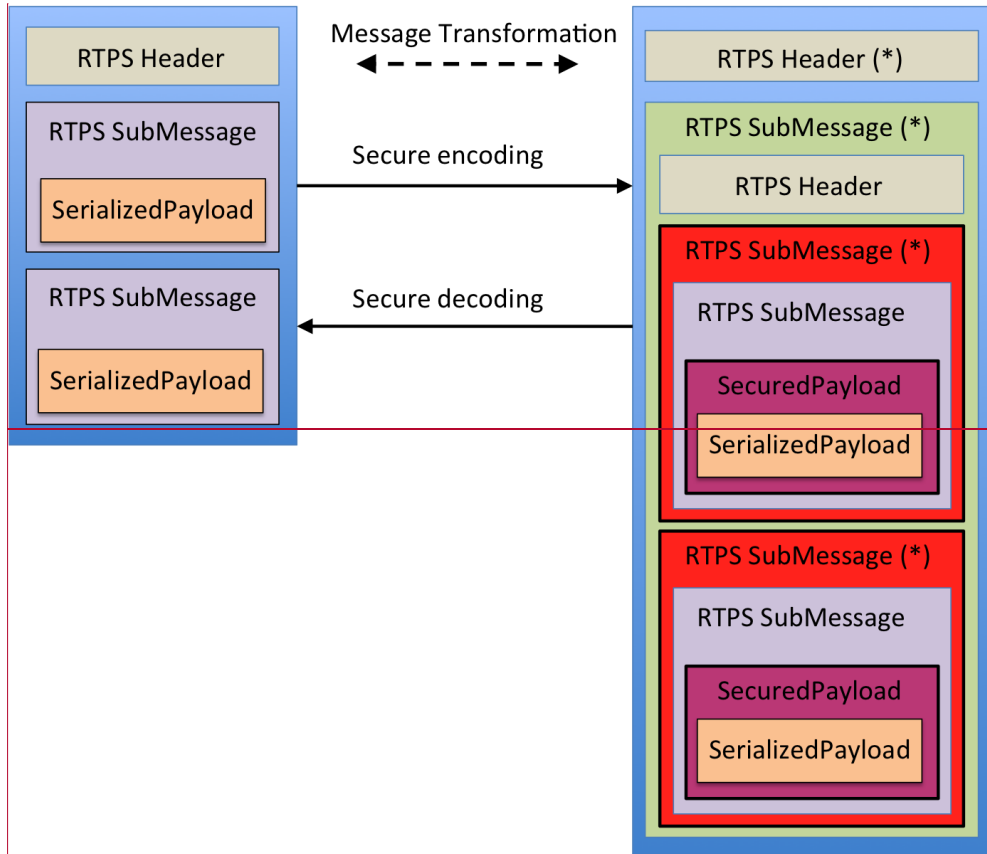 RTPS Header
RTPS SubMessage
SerializedPayload
RTPS SubMessage
SerializedPayload
Message Transformation
Secure encoding
Secure decoding
RTPS Header (*)
RTPS SubMessage (*)
RTPS Header
RTPS SubMessage (*)
RTPS SubMessage
SecuredPayload
SerializedPayload
RTPS SubMessage (*)
RTPS SubMessage
SecuredPayload
SerializedPayload